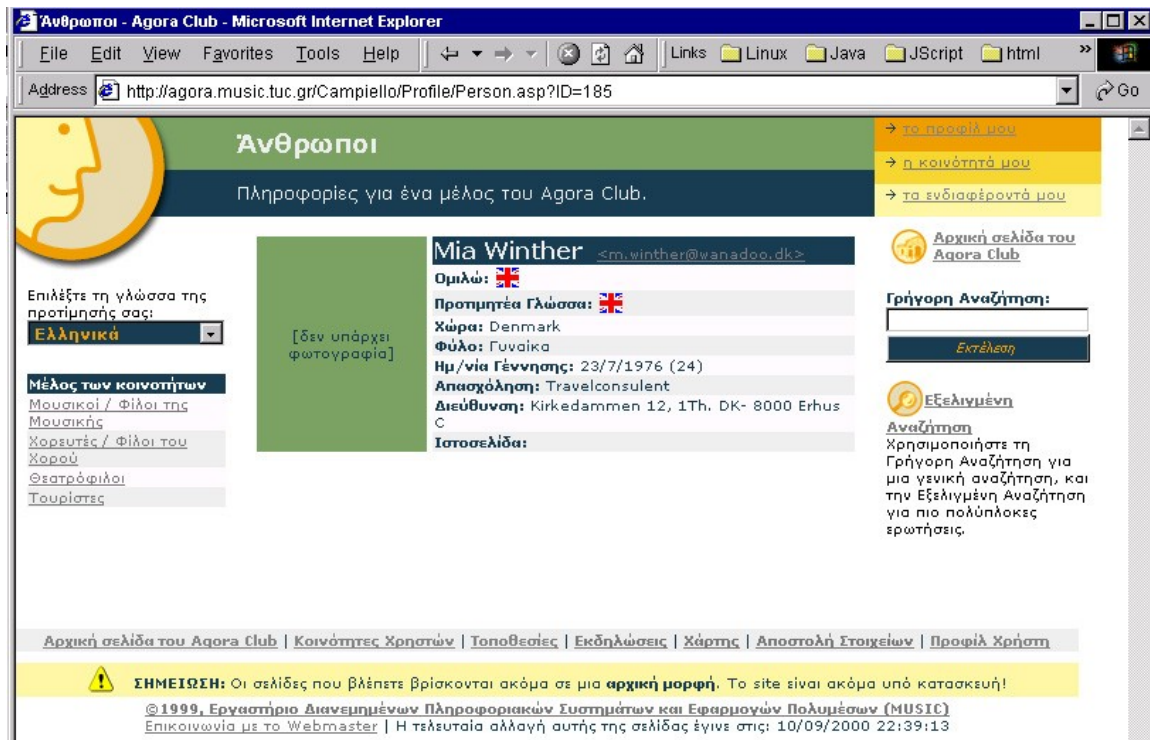 Άνθρωποι - Agora Club - Microsoft Internet Explorer
File Edit View Favorites Tools Help Links Linux Java JScript html »
Address http://agora.music.tuc.gr/Campiello/Profile/Person.asp?ID=185 Go
Άνθρωποι
Πληροφορίες για ένα μέλος του Agora Club.
→ το προφίλ μου
→ η κοινότητά μου
→ τα ενδιαφέροντά μου
Επιλέξτε τη γλώσσα της
προτίμησής σας:
Ελληνικά
Μέλος των κοινοτήτων
Μουσικοί / Φίλοι της
Μουσικής
Χορευτές / Φίλοι του
Χορού
Θεατρόφιλοι
Τουρίστες
[δεν υπάρχει
φωτογραφία]
Mia Winther <m.winther@wanadoo.dk>
Ομιλώ:
Προτιμητέα Γλώσσα:
Χώρα: Denmark
Φύλο: Γυναίκα
Ημ/νία Γέννησης: 23/7/1976 (24)
Απασχόληση: Travelconsulent
Διεύθυνση: Kirkedammen 12, 1Th. DK- 8000 Erhus
C
Ιστοσελίδα:
Αρχική σελίδα του
Agora Club
Γρήγορη Αναζήτηση:
Εκτέλεση
Εξελιγμένη
Αναζήτηση
Χρησιμοποιήστε τη
Γρήγορη Αναζήτηση για
μια γενική αναζήτηση, και
την Εξελιγμένη Αναζήτηση
για πιο πολύπλοκες
ερωτήσεις.
Αρχική σελίδα του Agora Club | Κοινότητες Χρηστών | Τοποθεσίες | Εκδηλώσεις | Χάρτης | Αποστολή Στοιχείων | Προφίλ Χρήστη
ΣΗΜΕΙΩΣΗ: Οι σελίδες που βλέπετε βρίσκονται ακόμα σε μια αρχική μορφή. Το site είναι ακόμα υπό κατασκευή!
©1999, Εργαστήριο Διανεμημένων Πληροφοριακών Συστημάτων και Εφαρμογών Πολυμέσων (MUSIC)
Επικοινωνία με το Webmaster | Η τελευταία αλλαγή αυτής της σελίδας έγινε στις: 10/09/2000 22:39:13